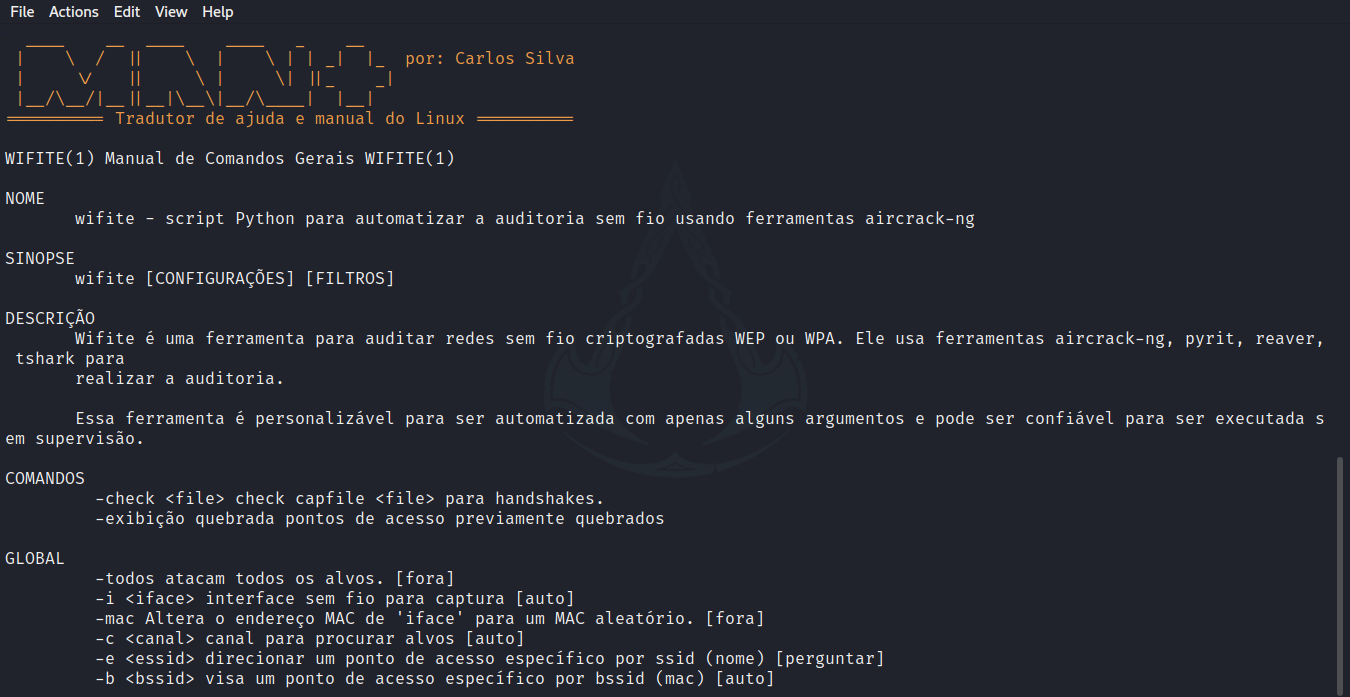 File Actions Edit View Help
MAN+ por: Carlos Silva
══════════ Tradutor de ajuda e manual do Linux ══════════
WIFITE(1) Manual de Comandos Gerais WIFITE(1)
NOME
wifite - script Python para automatizar a auditoria sem fio usando ferramentas aircrack-ng
SINOPSE
wifite [CONFIGURAÇÕES] [FILTROS]
DESCRIÇÃO
Wifite é uma ferramenta para auditar redes sem fio criptografadas WEP ou WPA. Ele usa ferramentas aircrack-ng, pyrit, reaver,
tshark para
realizar a auditoria.
Essa ferramenta é personalizável para ser automatizada com apenas alguns argumentos e pode ser confiável para ser executada s
em supervisão.
COMANDOS
-check <file> check capfile <file> para handshakes.
-exibição quebrada pontos de acesso previamente quebrados
GLOBAL
-todos atacam todos os alvos. [fora]
-i <iface> interface sem fio para captura [auto]
-mac Altera o endereço MAC de 'iface' para um MAC aleatório. [fora]
-c <canal> canal para procurar alvos [auto]
-e <essid> direcionar um ponto de acesso específico por ssid (nome) [perguntar]
-b <bssid> visa um ponto de acesso específico por bssid (mac) [auto]